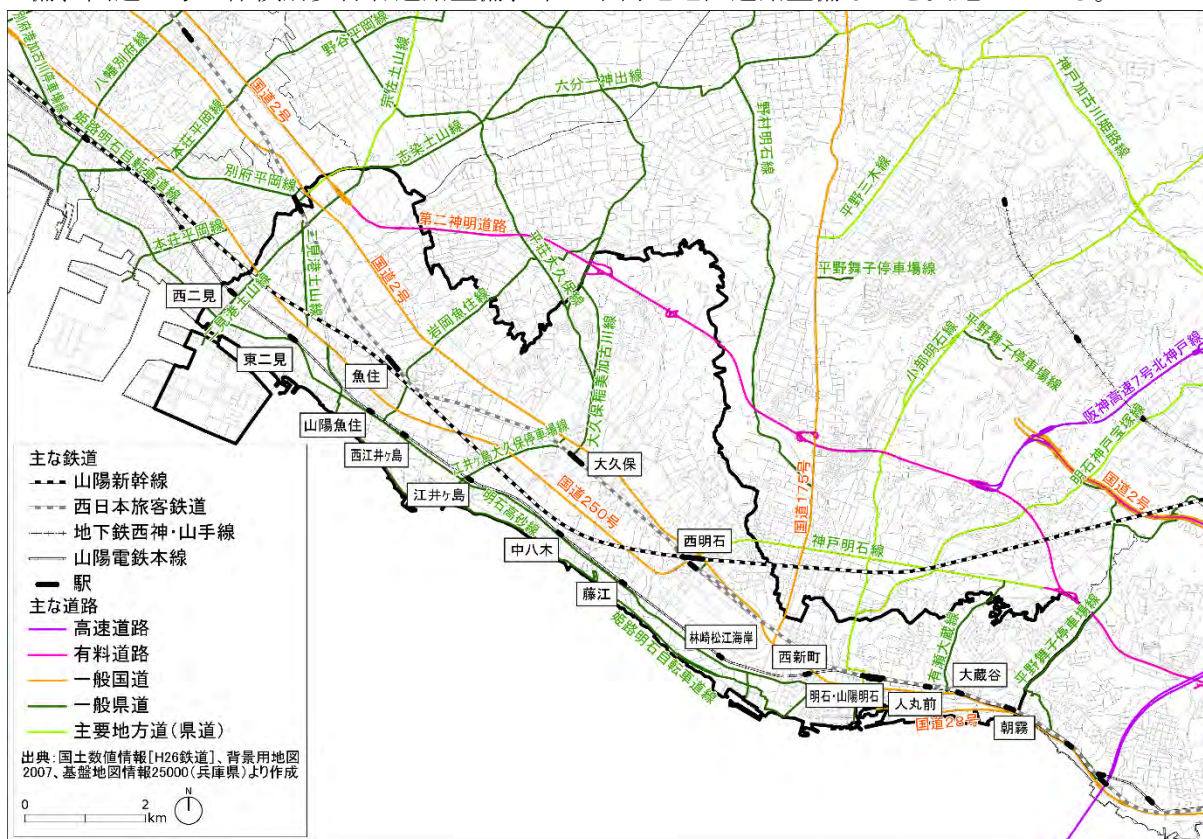 八幡別府線
野谷平岡線
宗佐土山線
六分一神出線
別府港加古川停車場線
国道2号
野村明石線
神戸加古川姫路線
本荘平岡線
志染土山線
姫路明石自転車道線
別府平岡線
平野三木線
第二神明道路
本荘平岡線
二見港土山線
国道2号
平荘大久保線
平野舞子停車場線
西二見
岩岡魚住線
小部明石線
平野舞子停車場線
阪神高速7号北神戸線
東二見
魚住
大久保稲美加古川線
明石神戸宝塚線
山陽魚住
西江井ヶ島
江井ヶ島大久保停車場線
大久保
国道175号
国道2号
江井ヶ島
明石高砂線
国道250号
中八木
西明石
神戸明石線
藤江
林崎松江海岸
姫路明石自転車道線
西新町
有瀬大蔵線
大蔵谷
平野舞子停車場線
明石・山陽明石
人丸前
国道28号
朝霧
主な鉄道
山陽新幹線
西日本旅客鉄道
地下鉄西神・山手線
山陽電鉄本線
駅
主な道路
高速道路
有料道路
一般国道
一般県道
主要地方道(県道)
出典:国土数値情報[H26鉄道]、背景用地図
2007、基盤地図情報25000(兵庫県)より作成
0 2
km
N